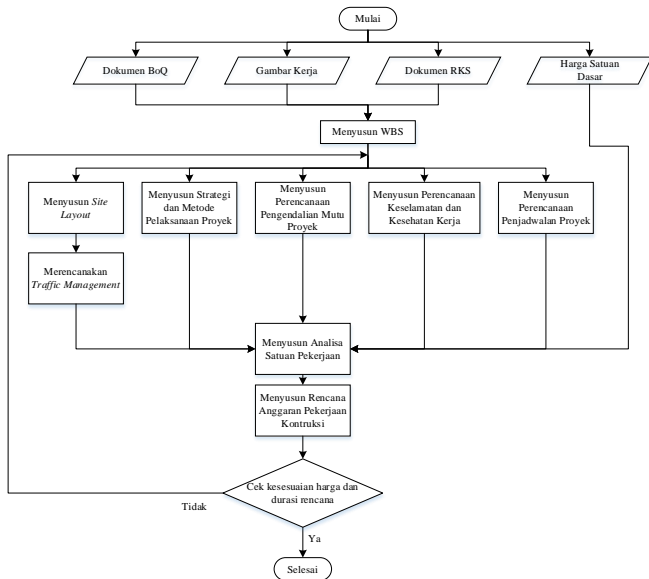 Mulai
Dokumen BoQ
Gambar Kerja
Dokumen RKS
Harga Satuan
Dasar
Menyusun WBS
Menyusun Site
Layout
Menyusun Strategi
dan Metode
Pelaksanaan Proyek
Menyusun
Perencanaan
Pengendalian Mutu
Proyek
Menyusun Perencanaan
Keselamatan dan
Kesehatan Kerja
Menyusun
Perencanaan
Penjadwalan Proyek
Merencanakan
Traffic Management
Menyusun Analisa
Satuan Pekerjaan
Menyusun Rencana
Anggaran Pekerjaan
Kontruksi
Cek kesesuaian harga dan
durasi rencana
Tidak
Ya
Selesai